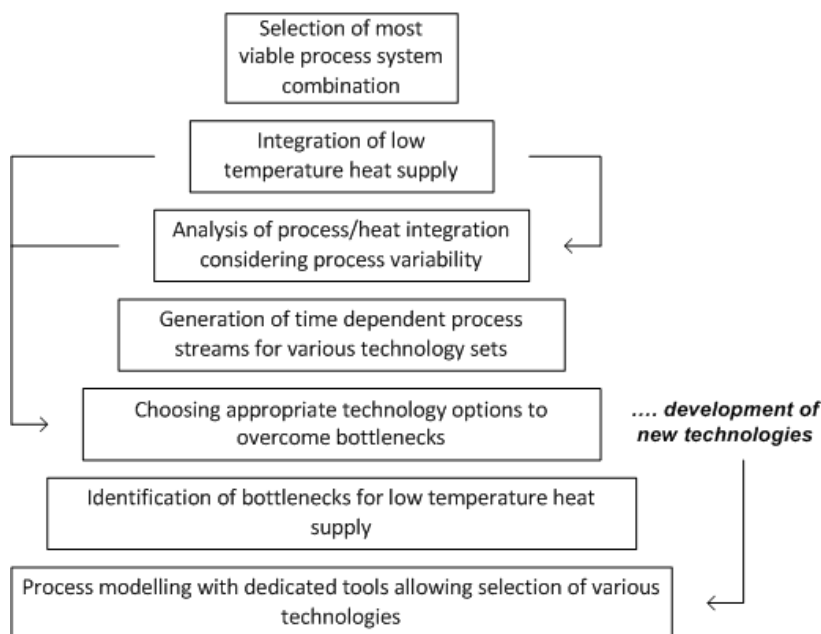 Selection of most
viable process system
combination
Integration of low
temperature heat supply
Analysis of process/heat integration
considering process variability
Generation of time dependent process
streams for various technology sets
Choosing appropriate technology options to
overcome bottlenecks
.... development of
new technologies
Identification of bottlenecks for low temperature heat
supply
Process modelling with dedicated tools allowing selection of various
technologies